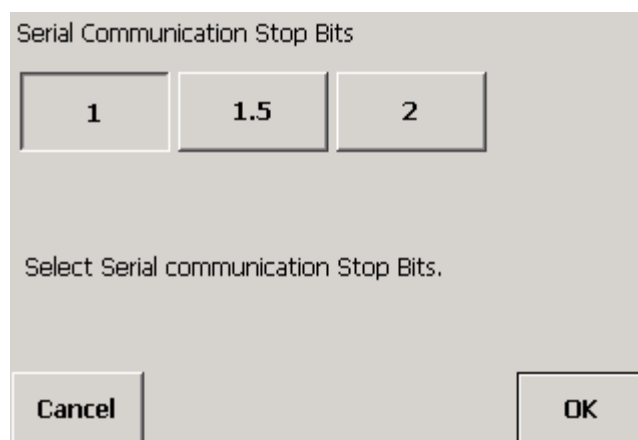 Serial Communication Stop Bits
1 1.5 2
Select Serial communication Stop Bits.
Cancel OK